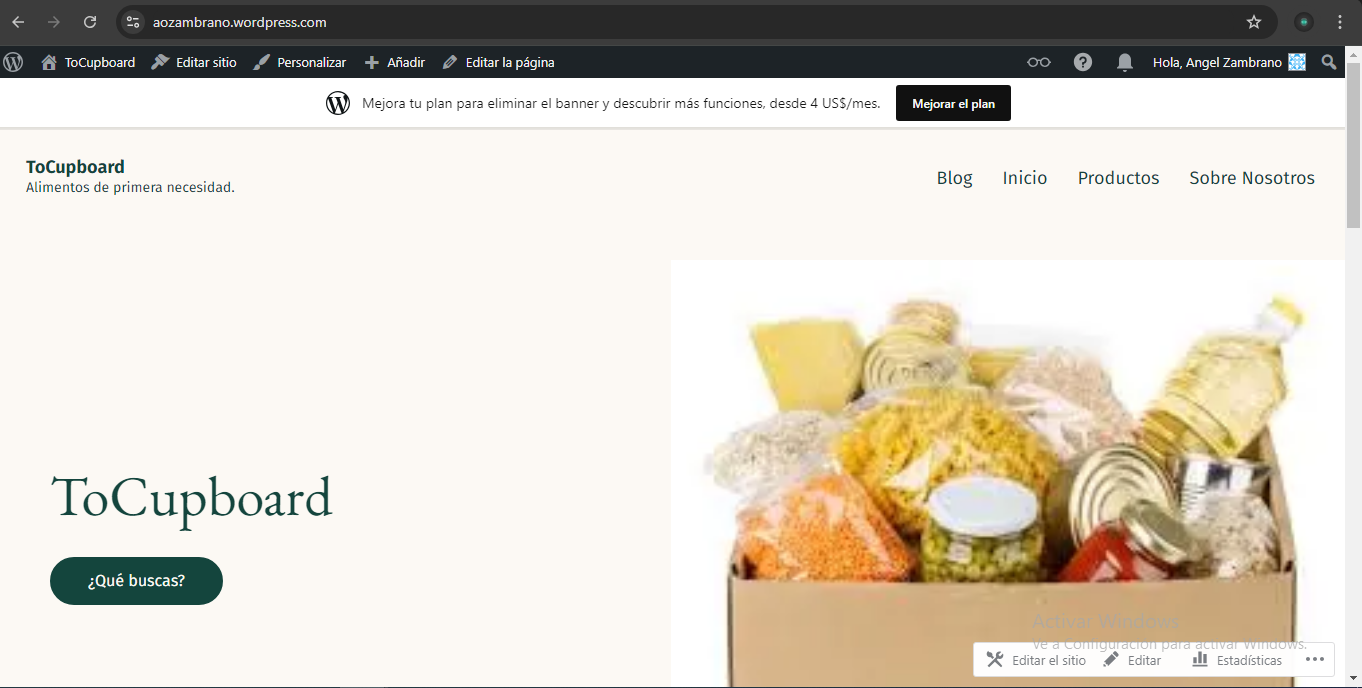 aozambrano.wordpress.com
ToCupboard Editar sitio Personalizar Añadir Editar la página Hola, Angel Zambrano
Mejora tu plan para eliminar el banner y descubrir más funciones, desde 4 US$/mes. Mejorar el plan
ToCupboard
Alimentos de primera necesidad.
Blog Inicio Productos Sobre Nosotros
ToCupboard
¿Qué buscas?
Activar Windows
Ve a Configuración para activar Windows.
Editar el sitio Editar Estadísticas